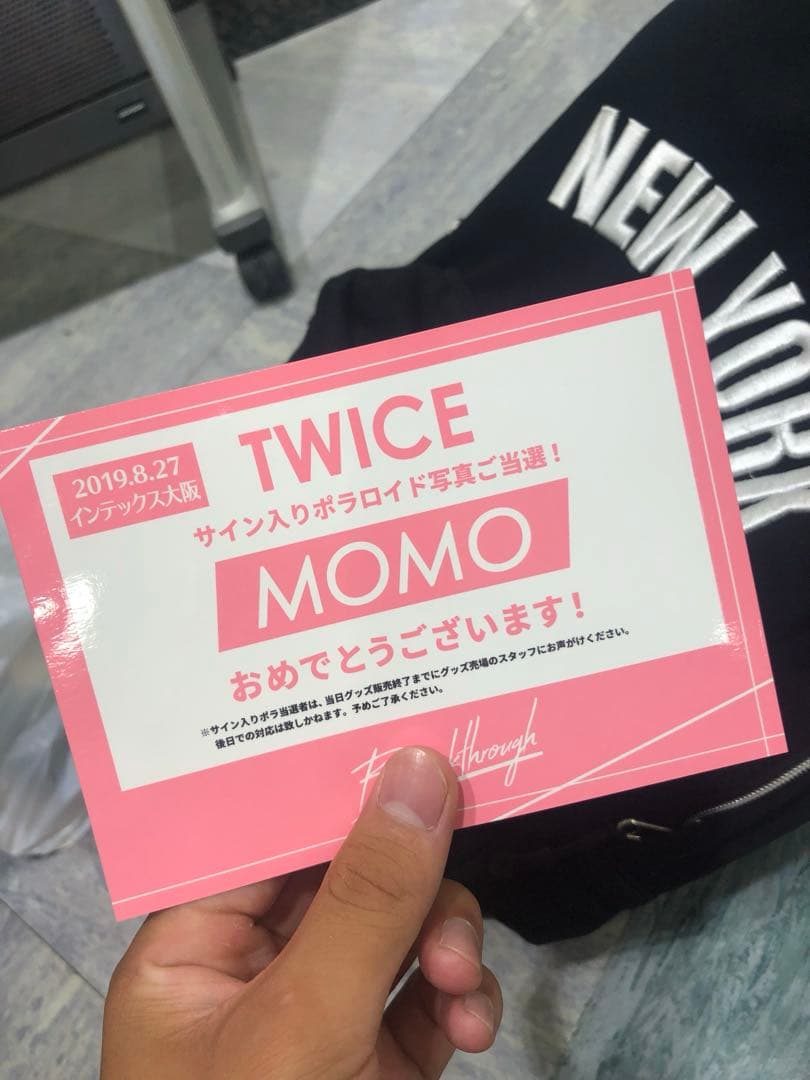 NEW YORK
2019.8.27
インテックス大阪
TWICE
サイン入りポラロイド写真ご当選！
MOMO
おめでとうございます！
※サイン入りポラ当選者は、当日グッズ販売終了までにグッズ売場のスタッフにお声がけください。
後日での対応は致しかねます。予めご了承ください。